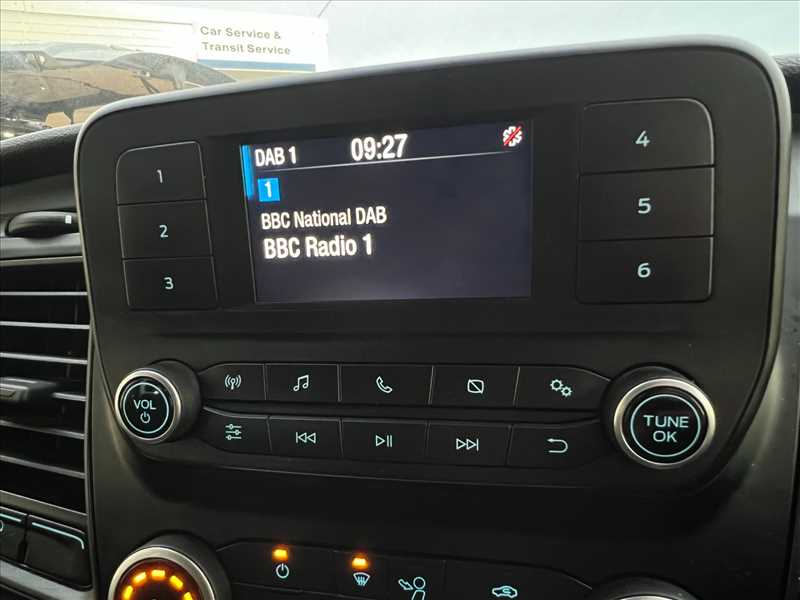 Car Service &
Transit Service
DAB 1 09:27
1
BBC National DAB
BBC Radio 1
1
2
3
4
5
6
VOL
TUNE
OK